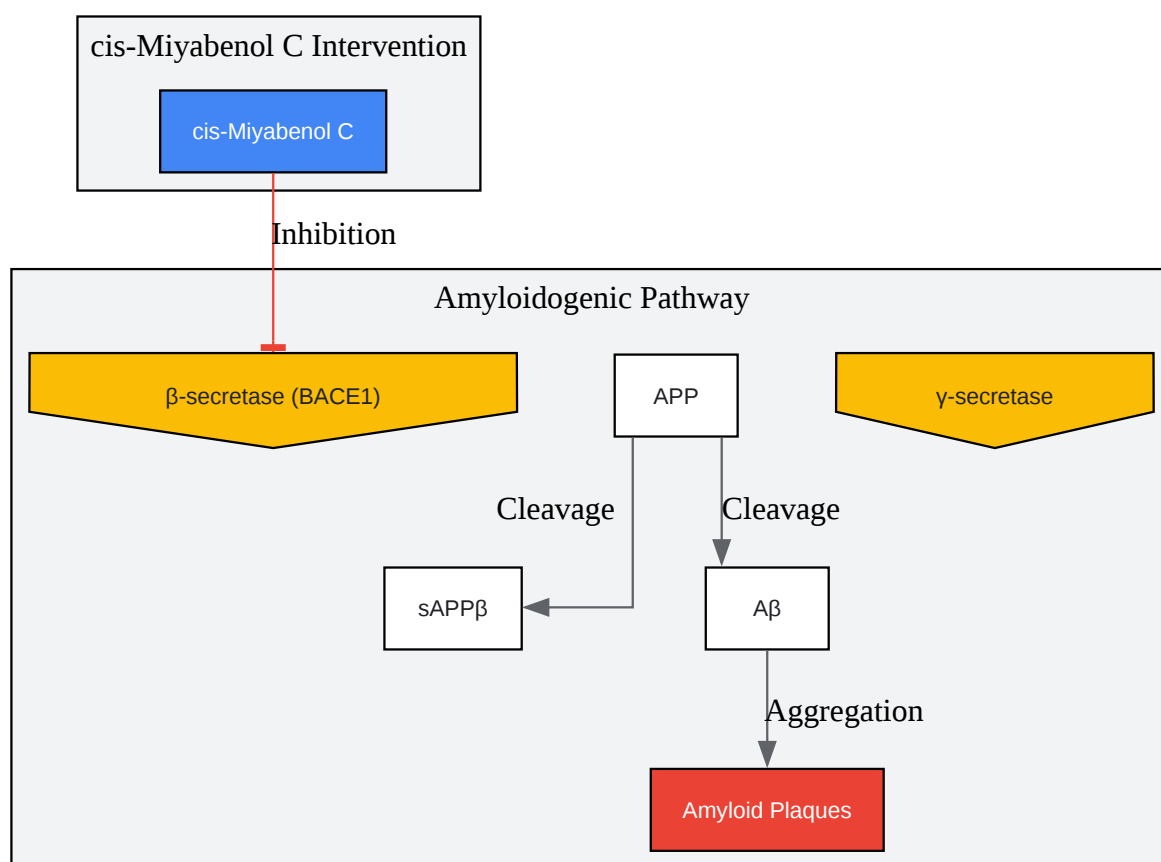 cis-Miyabenol C Intervention
cis-Miyabenol C
Inhibition
Amyloidogenic Pathway
β-secretase (BACE1)
APP
γ-secretase
Cleavage
Cleavage
sAPPβ
Aβ
Aggregation
Amyloid Plaques